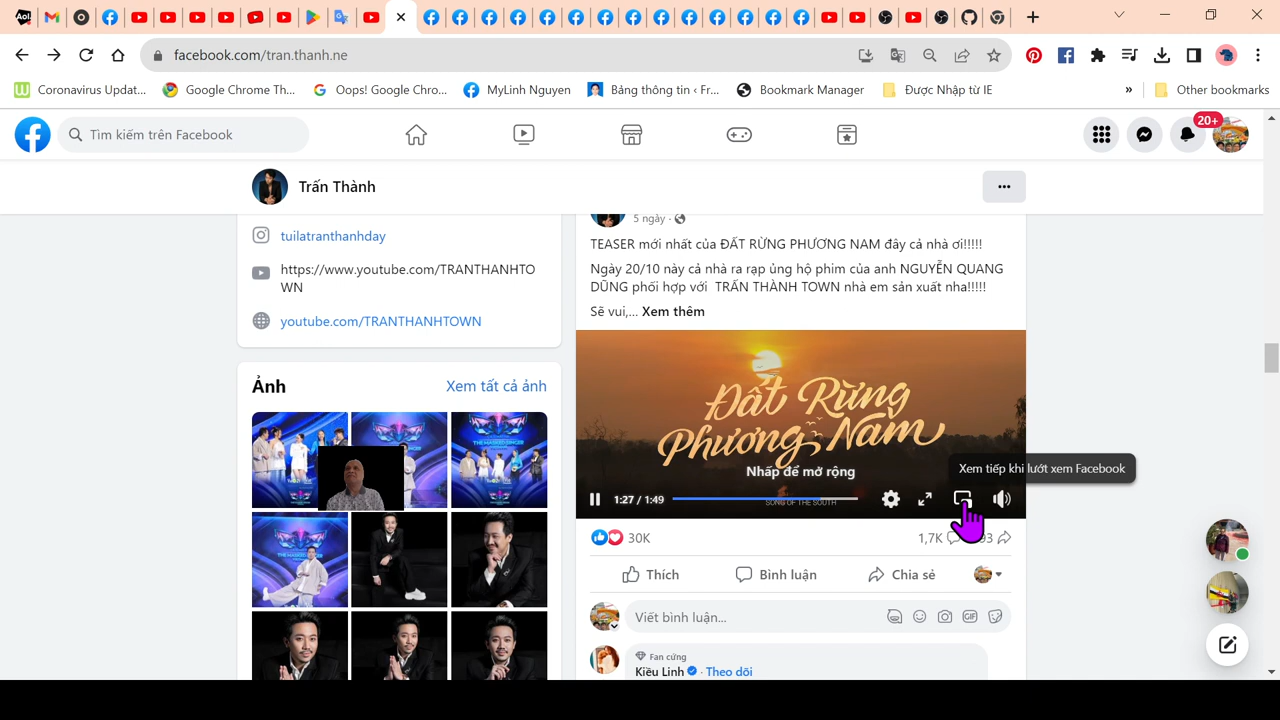 Aol.
facebook.com/tran.thanh.ne
Coronavirus Updat...
Google Chrome Th...
Oops! Google Chro...
MyLinh Nguyen
Bảng thông tin ‹ Fr...
Bookmark Manager
Được Nhập từ IE
»
Other bookmarks
Tìm kiếm trên Facebook
20+
Trấn Thành
tuilatranthanhday
https://www.youtube.com/TRANTHANHTO
WN
youtube.com/TRANTHANHTOWN
Ảnh
Xem tất cả ảnh
5 ngày ·
TEASER mới nhất của ĐẤT RỪNG PHƯƠNG NAM đây cả nhà ơi!!!!!
Ngày 20/10 này cả nhà ra rạp ủng hộ phim của anh NGUYỄN QUANG
DŨNG phối hợp với TRẤN THÀNH TOWN nhà em sản xuất nha!!!!!
Sẽ vui,... Xem thêm
Đất Rừng
Phương Nam
Nhấp để mở rộng
Xem tiếp khi lướt xem Facebook
1:27 / 1:49
SONG OF THE SOUTH
30K
1,7K
Thích
Bình luận
Chia sẻ
Viết bình luận...
GIF
Fan cứng
Kiều Linh · Theo dõi